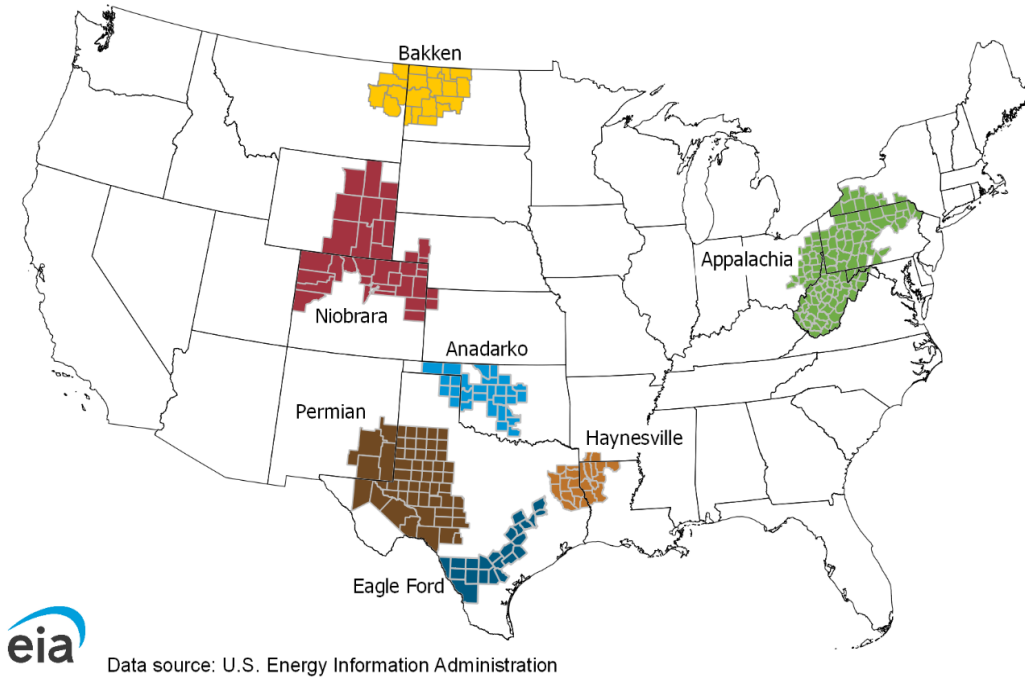 Bakken
Appalachia
Niobrara
Anadarko
Permian
Haynesville
Eagle Ford
eia
Data source: U.S. Energy Information Administration